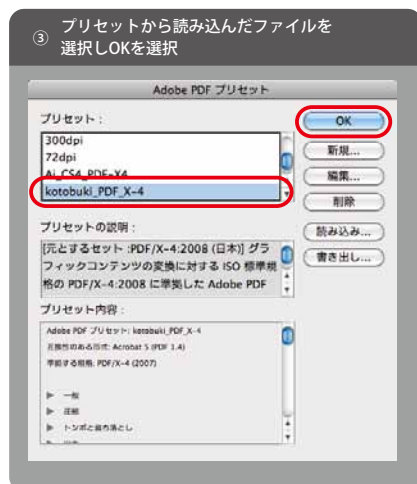 ③ プリセットから読み込んだファイルを
選択しOKを選択
Adobe PDF プリセット
プリセット：
300dpi
72dpi
Ai_CS4_PDF-X4
kotobuki_PDF_X-4
OK
新規...
編集...
削除
読み込み...
書き出し...
プリセットの説明：
[元とするセット :PDF/X-4:2008 (日本)] グラ
フィックコンテンツの変換に対する ISO 標準規
格の PDF/X-4:2008 に準拠した Adobe PDF
プリセット内容：
Adobe PDF プリセット: kotobuki_PDF_X-4
互換性のある形式: Acrobat 5 (PDF 1.4)
準拠する規格: PDF/X-4 (2007)
▶ 一般
▶ 圧縮
▶ トンボと裁ち落とし